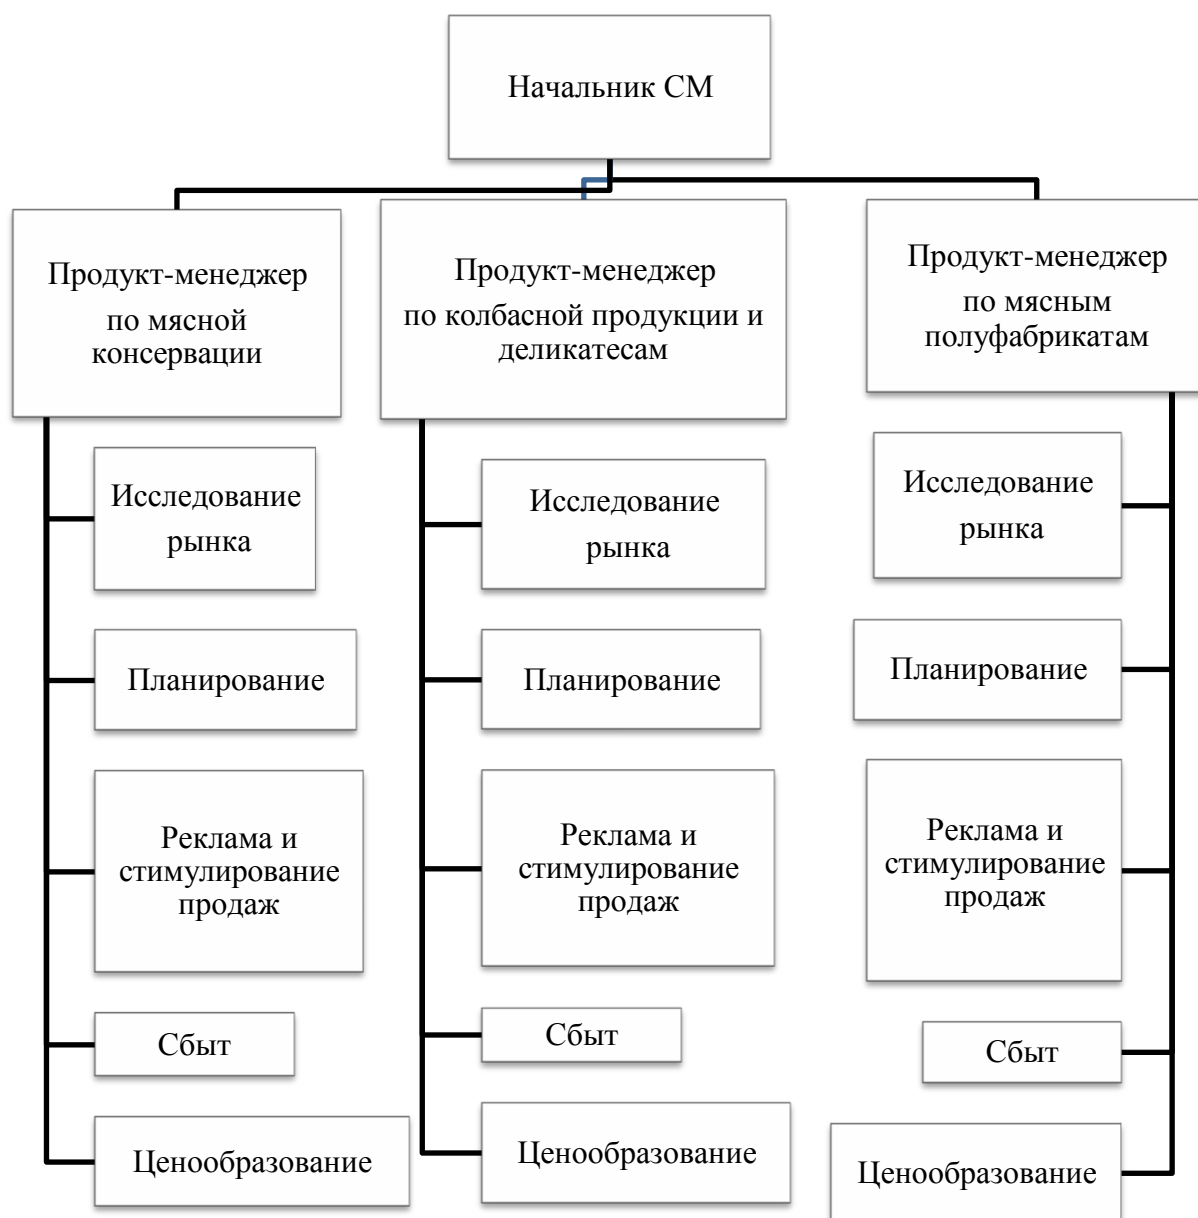 Начальник СМ
Продукт-менеджер
по мясной
консервации
Исследование
рынка
Планирование
Реклама и
стимулирование
продаж
Сбыт
Ценообразование
Продукт-менеджер
по колбасной продукции и
деликатесам
Исследование
рынка
Планирование
Реклама и
стимулирование
продаж
Сбыт
Ценообразование
Продукт-менеджер
по мясным
полуфабрикатам
Исследование
рынка
Планирование
Реклама и
стимулирование
продаж
Сбыт
Ценообразование